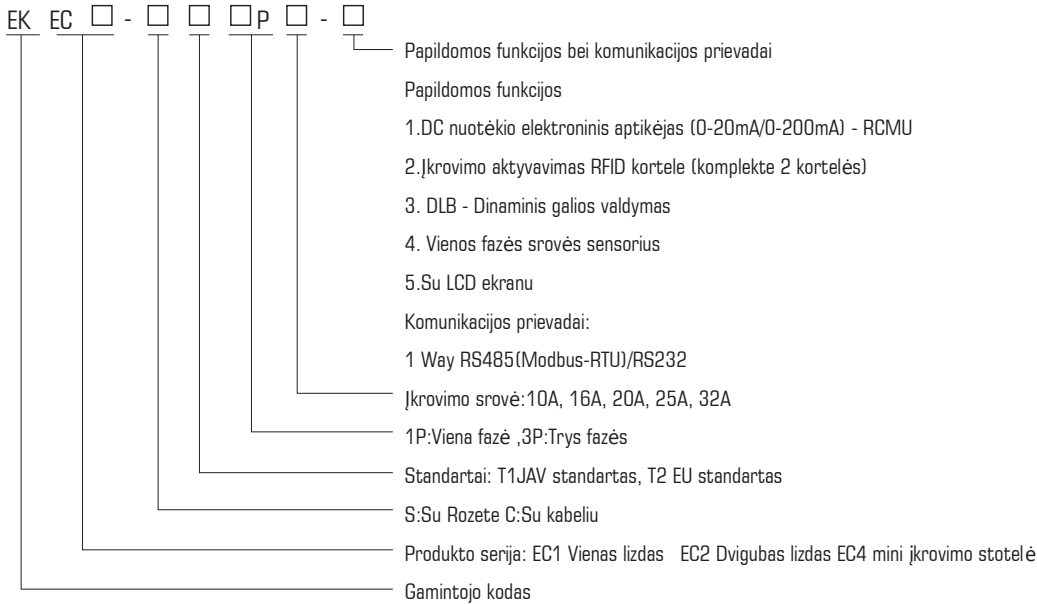 EK EC □ - □ □ □P □ - □
Papildomos funkcijos bei komunikacijos prievadai
Papildomos funkcijos
1.DC nuotėkio elektroninis aptikėjas (0-20mA/0-200mA) - RCMU
2.Įkrovimo aktyvavimas RFID kortele (komplekte 2 kortelės)
3. DLB - Dinaminis galios valdymas
4. Vienos fazės srovės sensorius
5.Su LCD ekranu
Komunikacijos prievadai:
1 Way RS485(Modbus-RTU)/RS232
Įkrovimo srovė:10A, 16A, 20A, 25A, 32A
1P:Viena fazė ,3P:Trys fazės
Standartai: T1JAV standartas, T2 EU standartas
S:Su Rozete C:Su kabeliu
Produkto serija: EC1 Vienas lizdas EC2 Dvigubas lizdas EC4 mini įkrovimo stotelė
Gamintojo kodas